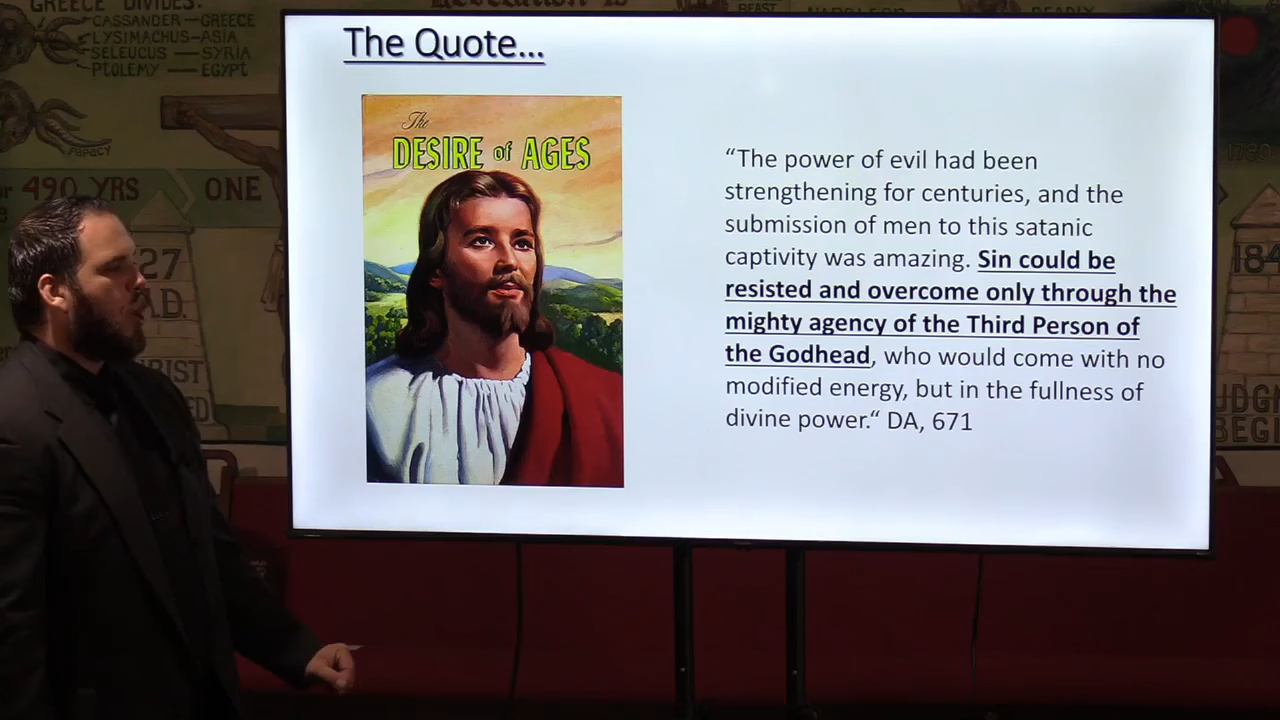 GREECE DIVIDES:
CASSANDER - GREECE
LYSIMACHUS-ASIA
SELEUCUS — SYRIA
PTOLEMY — EGYPT
PAPACY
490 YRS
ONE
27
A.D.
The Quote...
The
DESIRE of AGES
“The power of evil had been
strengthening for centuries, and the
submission of men to this satanic
captivity was amazing. Sin could be
resisted and overcome only through the
mighty agency of the Third Person of
the Godhead, who would come with no
modified energy, but in the fullness of
divine power.“ DA, 671
BEAST
184